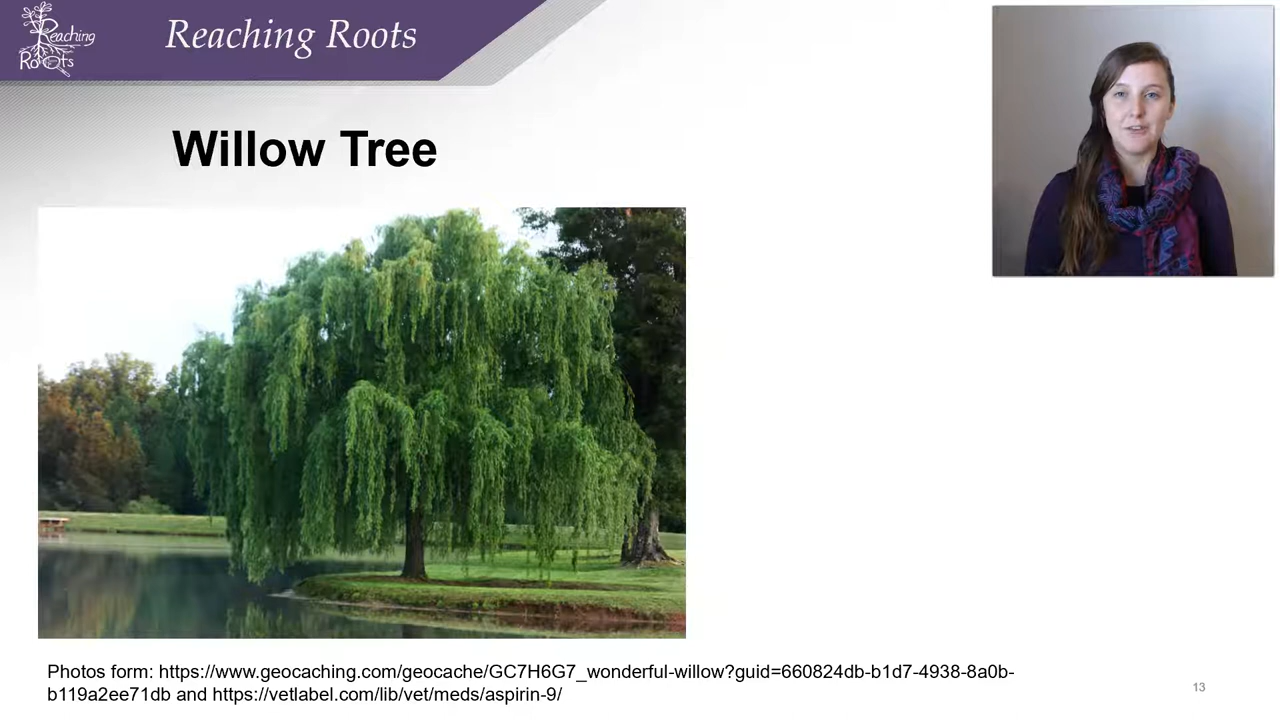 Reaching
Roots
Reaching Roots
Willow Tree
Photos form: https://www.geocaching.com/geocache/GC7H6G7_wonderful-willow?guid=660824db-b1d7-4938-8a0b-
b119a2ee71db and https://vetlabel.com/lib/vet/meds/aspirin-9/
13